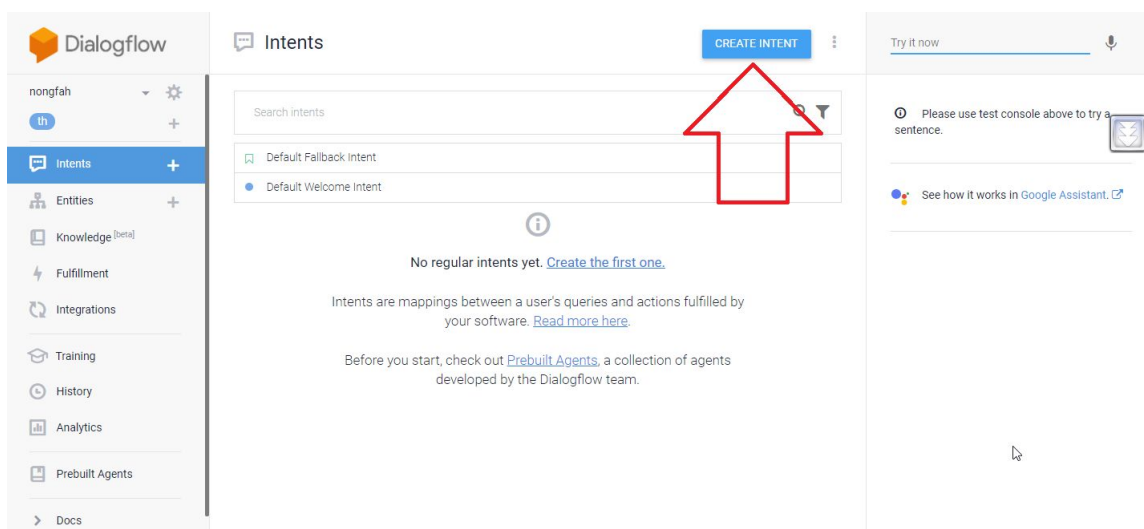 Dialogflow
nongfah
th
Intents
Entities
Knowledge [beta]
Fulfillment
Integrations
Training
History
Analytics
Prebuilt Agents
Docs
Intents
CREATE INTENT
Search intents
Default Fallback Intent
Default Welcome Intent
No regular intents yet. Create the first one.
Intents are mappings between a user's queries and actions fulfilled by
your software. Read more here.
Before you start, check out Prebuilt Agents, a collection of agents
developed by the Dialogflow team.
Try it now
Please use test console above to try a
sentence.
See how it works in Google Assistant.